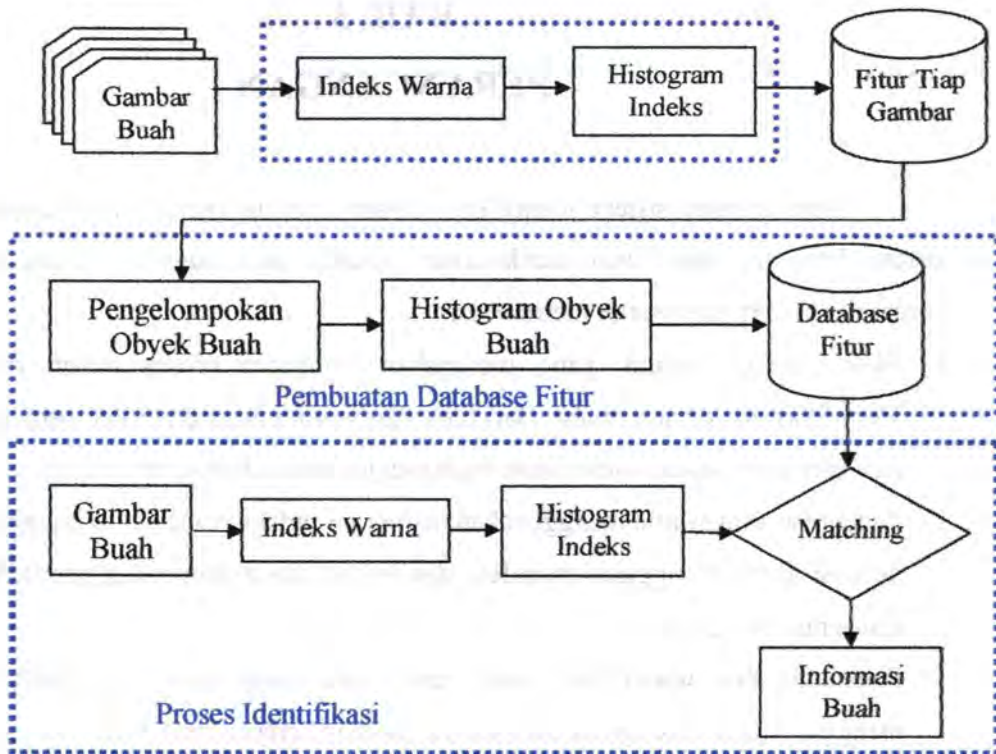 Gambar
Buah
Indeks Warna
Histogram
Indeks
Fitur Tiap
Gambar
Pengelompokan
Obyek Buah
Histogram Obyek
Buah
Database
Fitur
Pembuatan Database Fitur
Gambar
Buah
Indeks Warna
Histogram
Indeks
Matching
Informasi
Buah
Proses Identifikasi